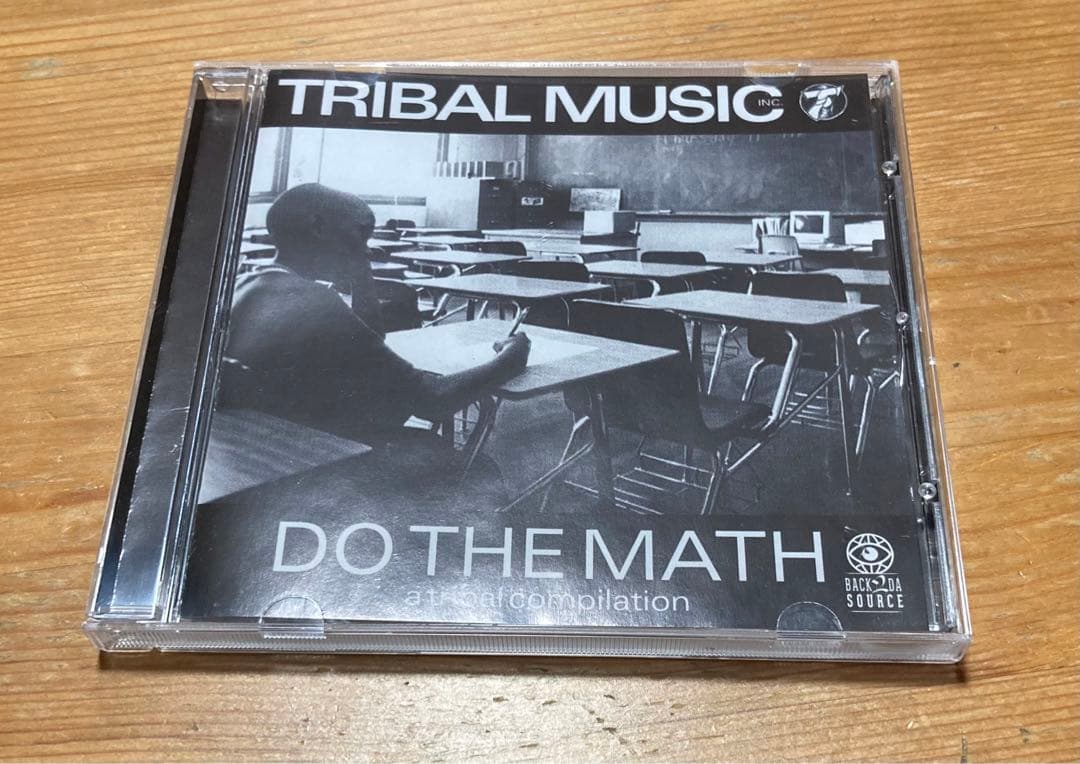 TRIBAL MUSIC INC.
DO THE MATH
a tribal compilation
BACK 2 DA
SOURCE